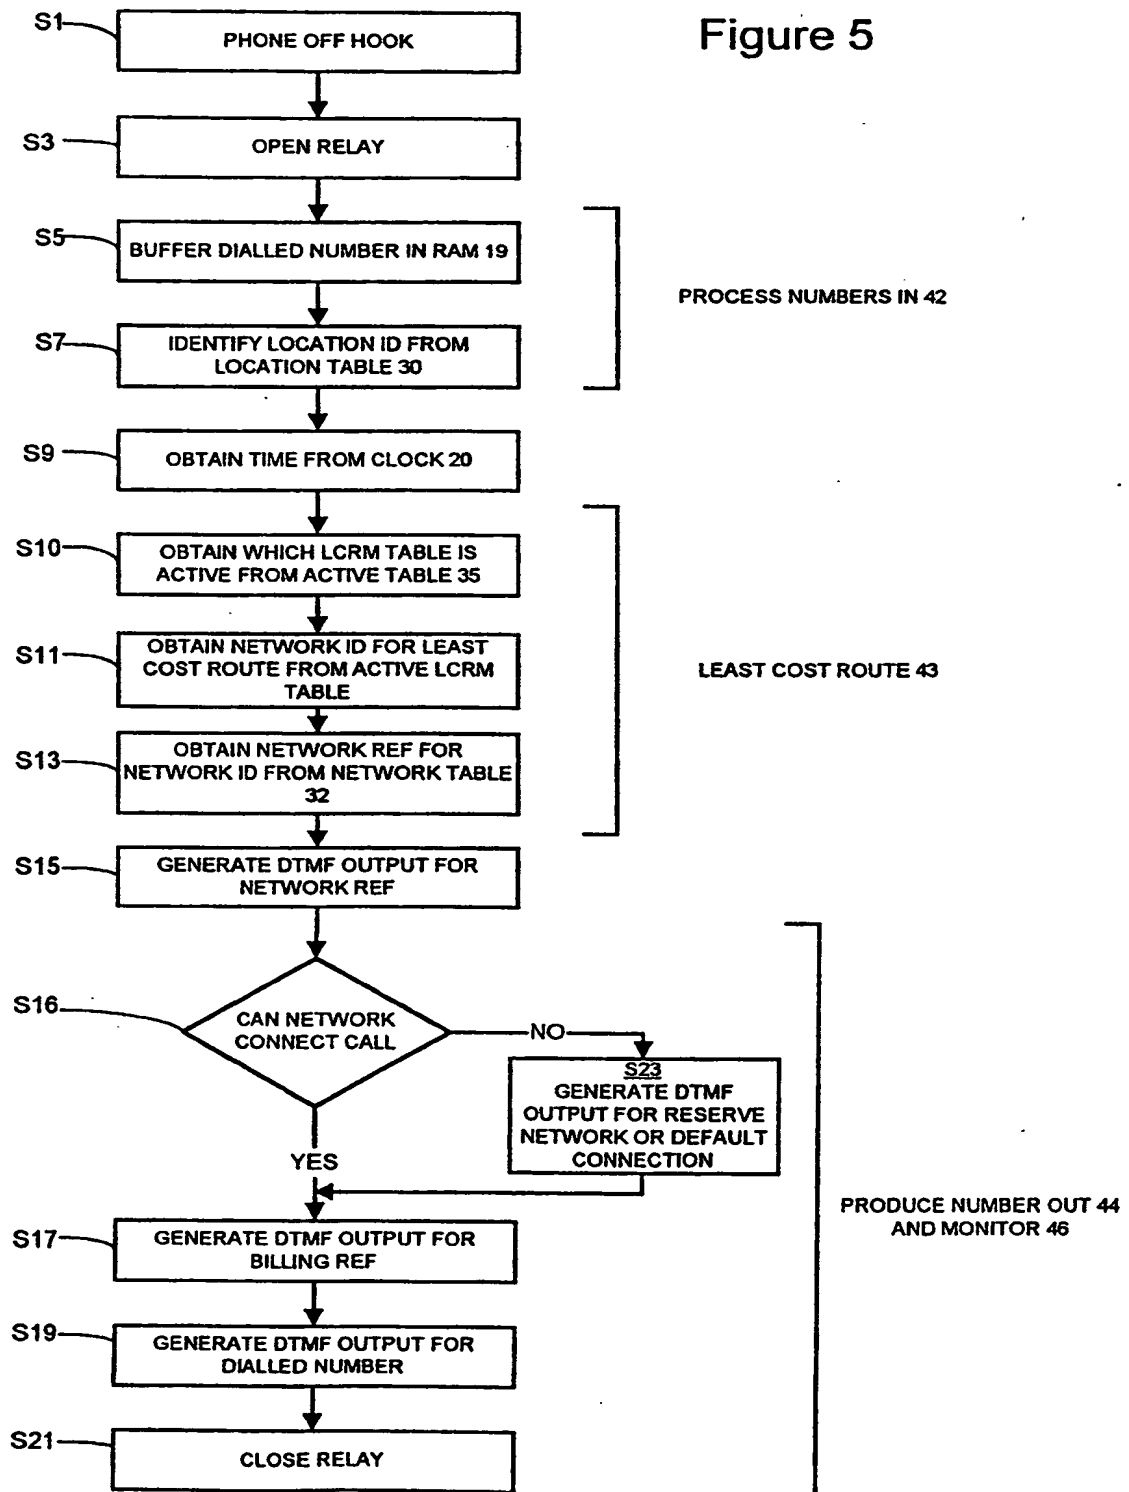 Figure 5
S1
PHONE OFF HOOK
S3
OPEN RELAY
S5
BUFFER DIALLED NUMBER IN RAM 19
PROCESS NUMBERS IN 42
S7
IDENTIFY LOCATION ID FROM
LOCATION TABLE 30
S9
OBTAIN TIME FROM CLOCK 20
S10
OBTAIN WHICH LCRM TABLE IS
ACTIVE FROM ACTIVE TABLE 35
S11
OBTAIN NETWORK ID FOR LEAST
COST ROUTE FROM ACTIVE LCRM
TABLE
LEAST COST ROUTE 43
S13
OBTAIN NETWORK REF FOR
NETWORK ID FROM NETWORK TABLE
32
S15
GENERATE DTMF OUTPUT FOR
NETWORK REF
S16
CAN NETWORK
CONNECT CALL
NO
S23
GENERATE DTMF
OUTPUT FOR RESERVE
NETWORK OR DEFAULT
CONNECTION
YES
PRODUCE NUMBER OUT 44
AND MONITOR 46
S17
GENERATE DTMF OUTPUT FOR
BILLING REF
S19
GENERATE DTMF OUTPUT FOR
DIALLED NUMBER
S21
CLOSE RELAY